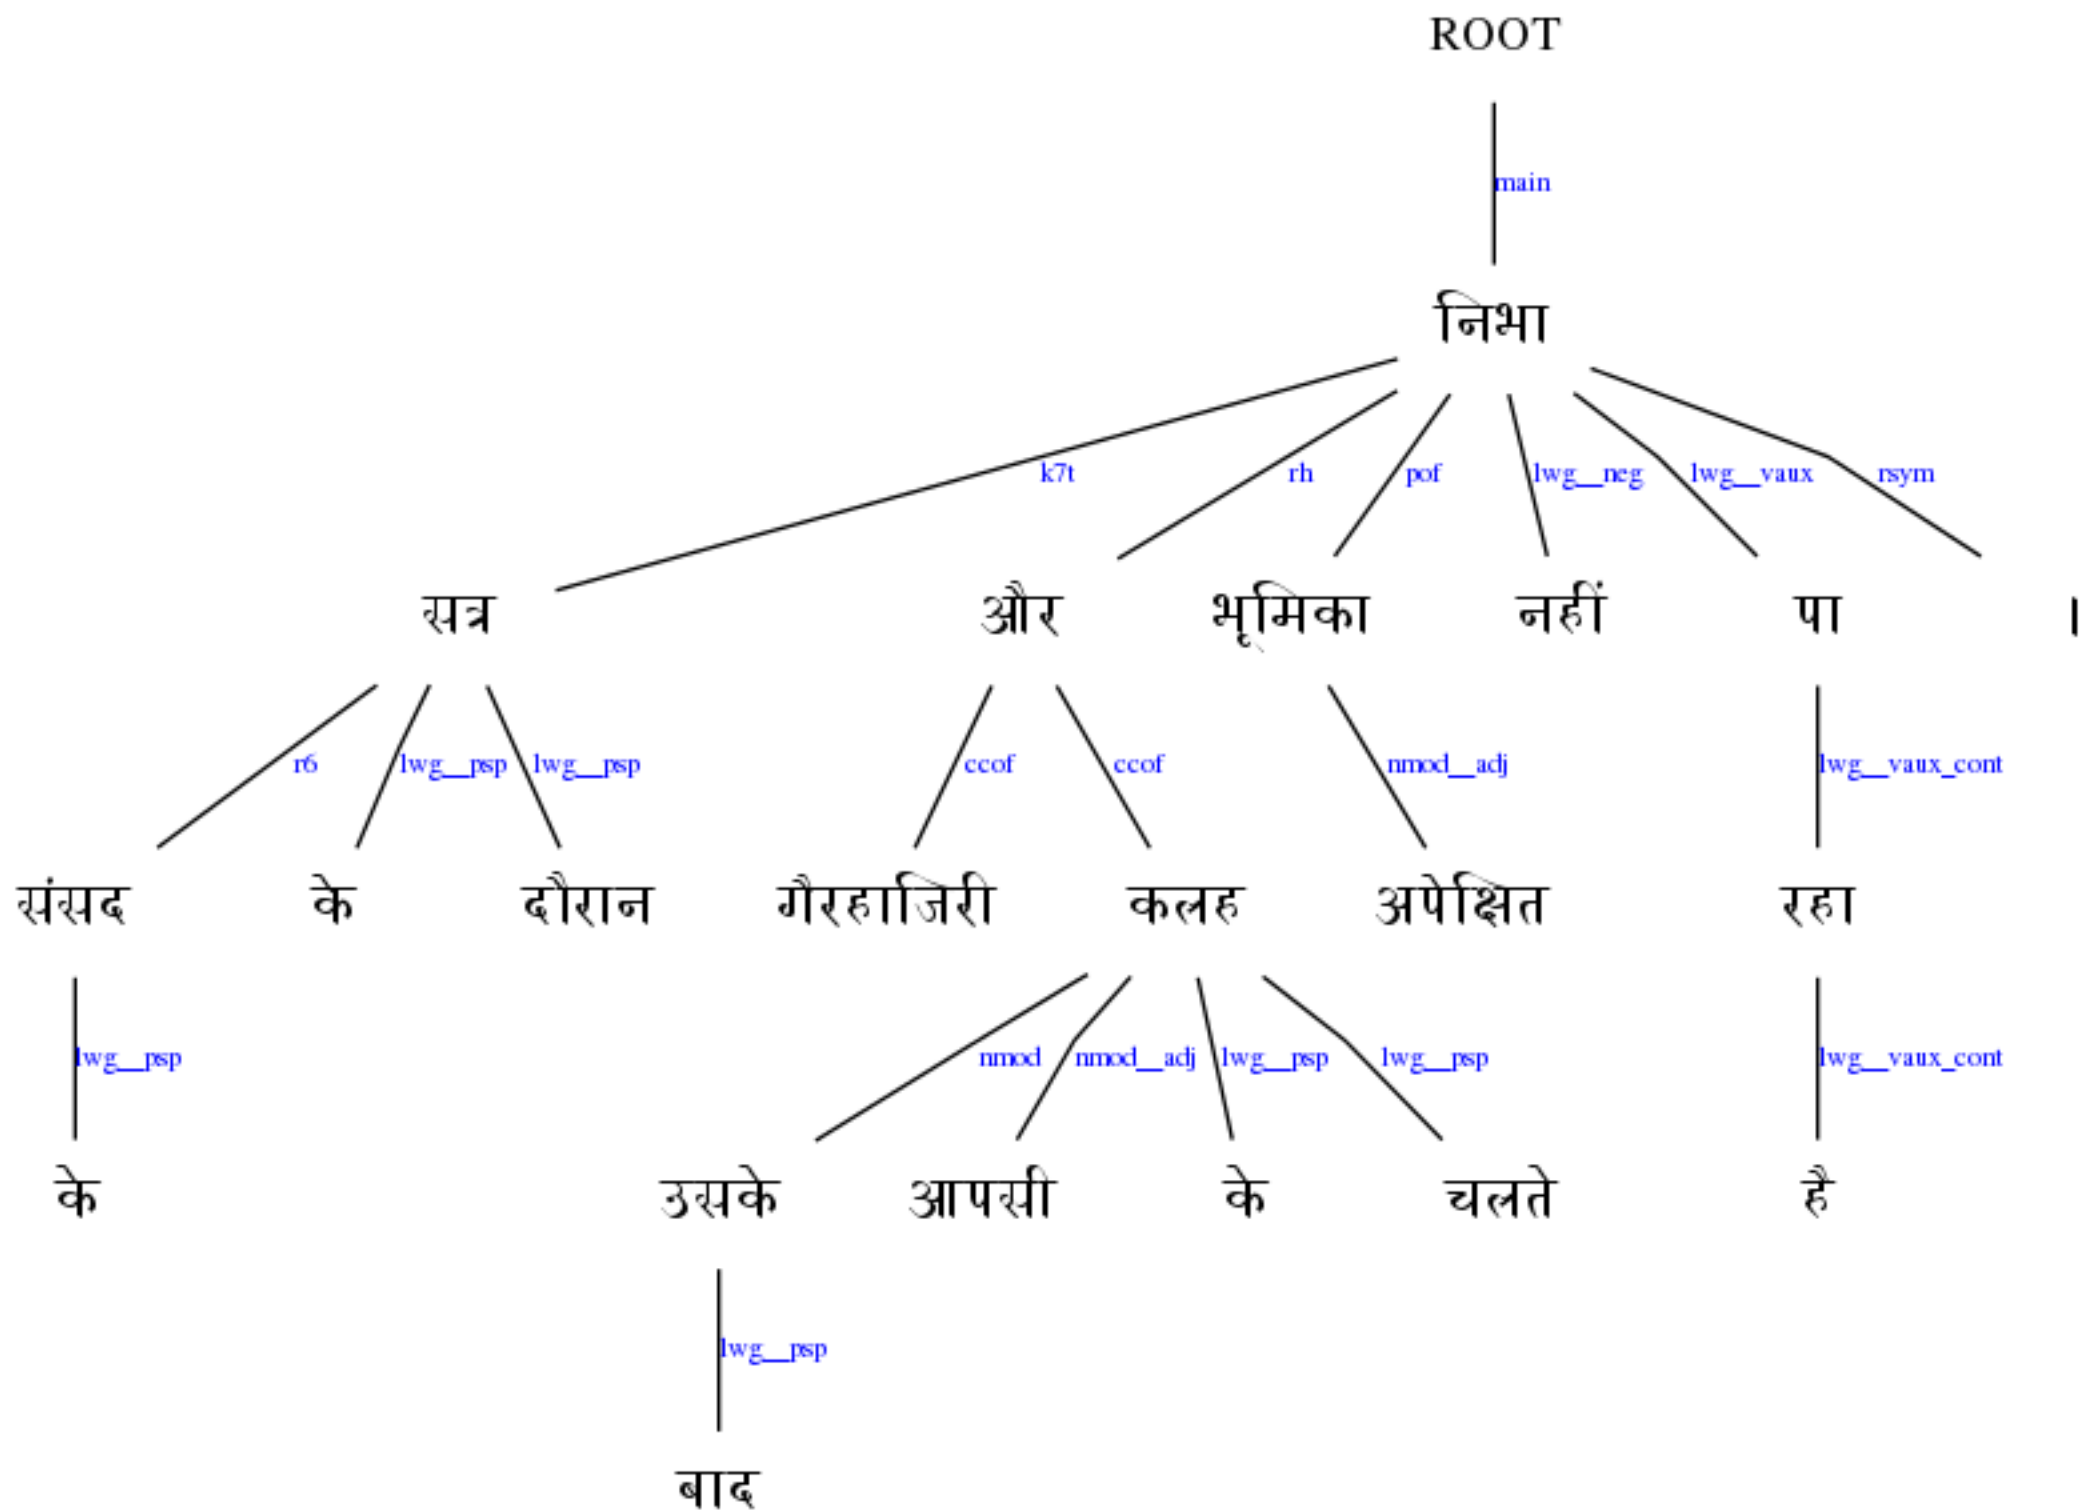 ROOT
main
निभा
k7t rh pof lwg__neg lwg__vaux rsym
सत्र और भूमिका नहीं पा ।
r6 lwg__psp lwg__psp ccof ccof nmod__adj lwg__vaux_cont
संसद के दौरान गैरहाजिरी कलह अपेक्षित रहा
lwg__psp nmod nmod__adj lwg__psp lwg__psp lwg__vaux_cont
के उसके आपसी के चलते है
lwg__psp
बाद